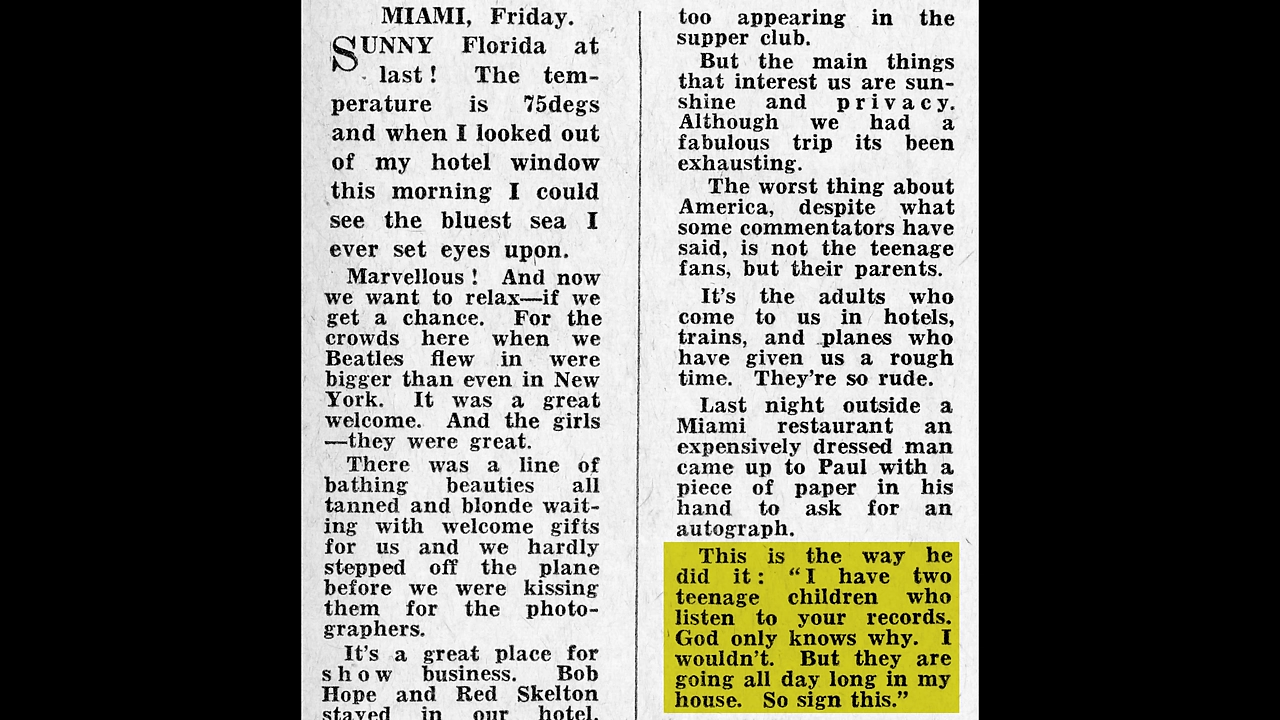 MIAMI, Friday.
SUNNY Florida at
last! The tem-
perature is 75degs
and when I looked out
of my hotel window
this morning I could
see the bluest sea I
ever set eyes upon.
Marvellous! And now
we want to relax—if we
get a chance. For the
crowds here when we
Beatles flew in were
bigger than even in New
York. It was a great
welcome. And the girls
—they were great.
There was a line of
bathing beauties all
tanned and blonde wait-
ing with welcome gifts
for us and we hardly
stepped off the plane
before we were kissing
them for the photo-
graphers.
It's a great place for
show business. Bob
Hope and Red Skelton
stayed in our hotel,
too appearing in the
supper club.
But the main things
that interest us are sun-
shine and privacy.
Although we had a
fabulous trip its been
exhausting.
The worst thing about
America, despite what
some commentators have
said, is not the teenage
fans, but their parents.
It's the adults who
come to us in hotels,
trains, and planes who
have given us a rough
time. They're so rude.
Last night outside a
Miami restaurant an
expensively dressed man
came up to Paul with a
piece of paper in his
hand to ask for an
autograph.
This is the way he
did it: "I have two
teenage children who
listen to your records.
God only knows why. I
wouldn't. But they are
going all day long in my
house. So sign this."